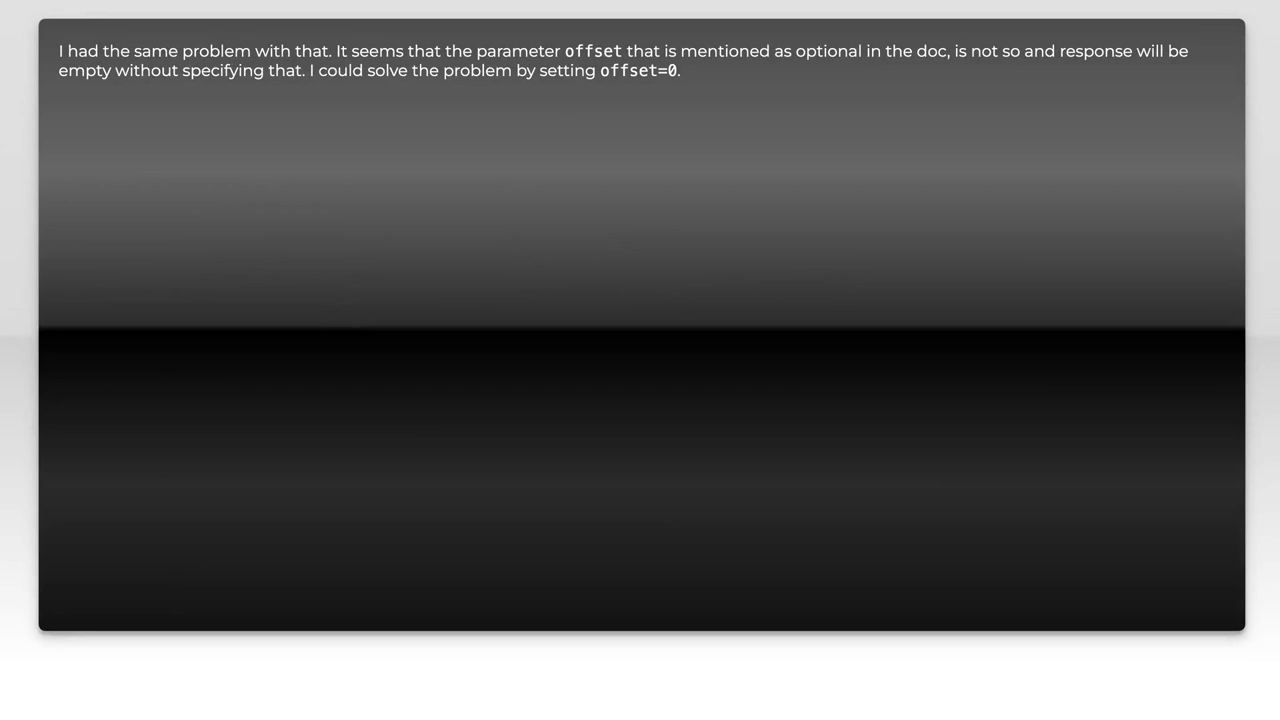 I had the same problem with that. It seems that the parameter offset that is mentioned as optional in the doc, is not so and response will be
empty without specifying that. I could solve the problem by setting offset=0.